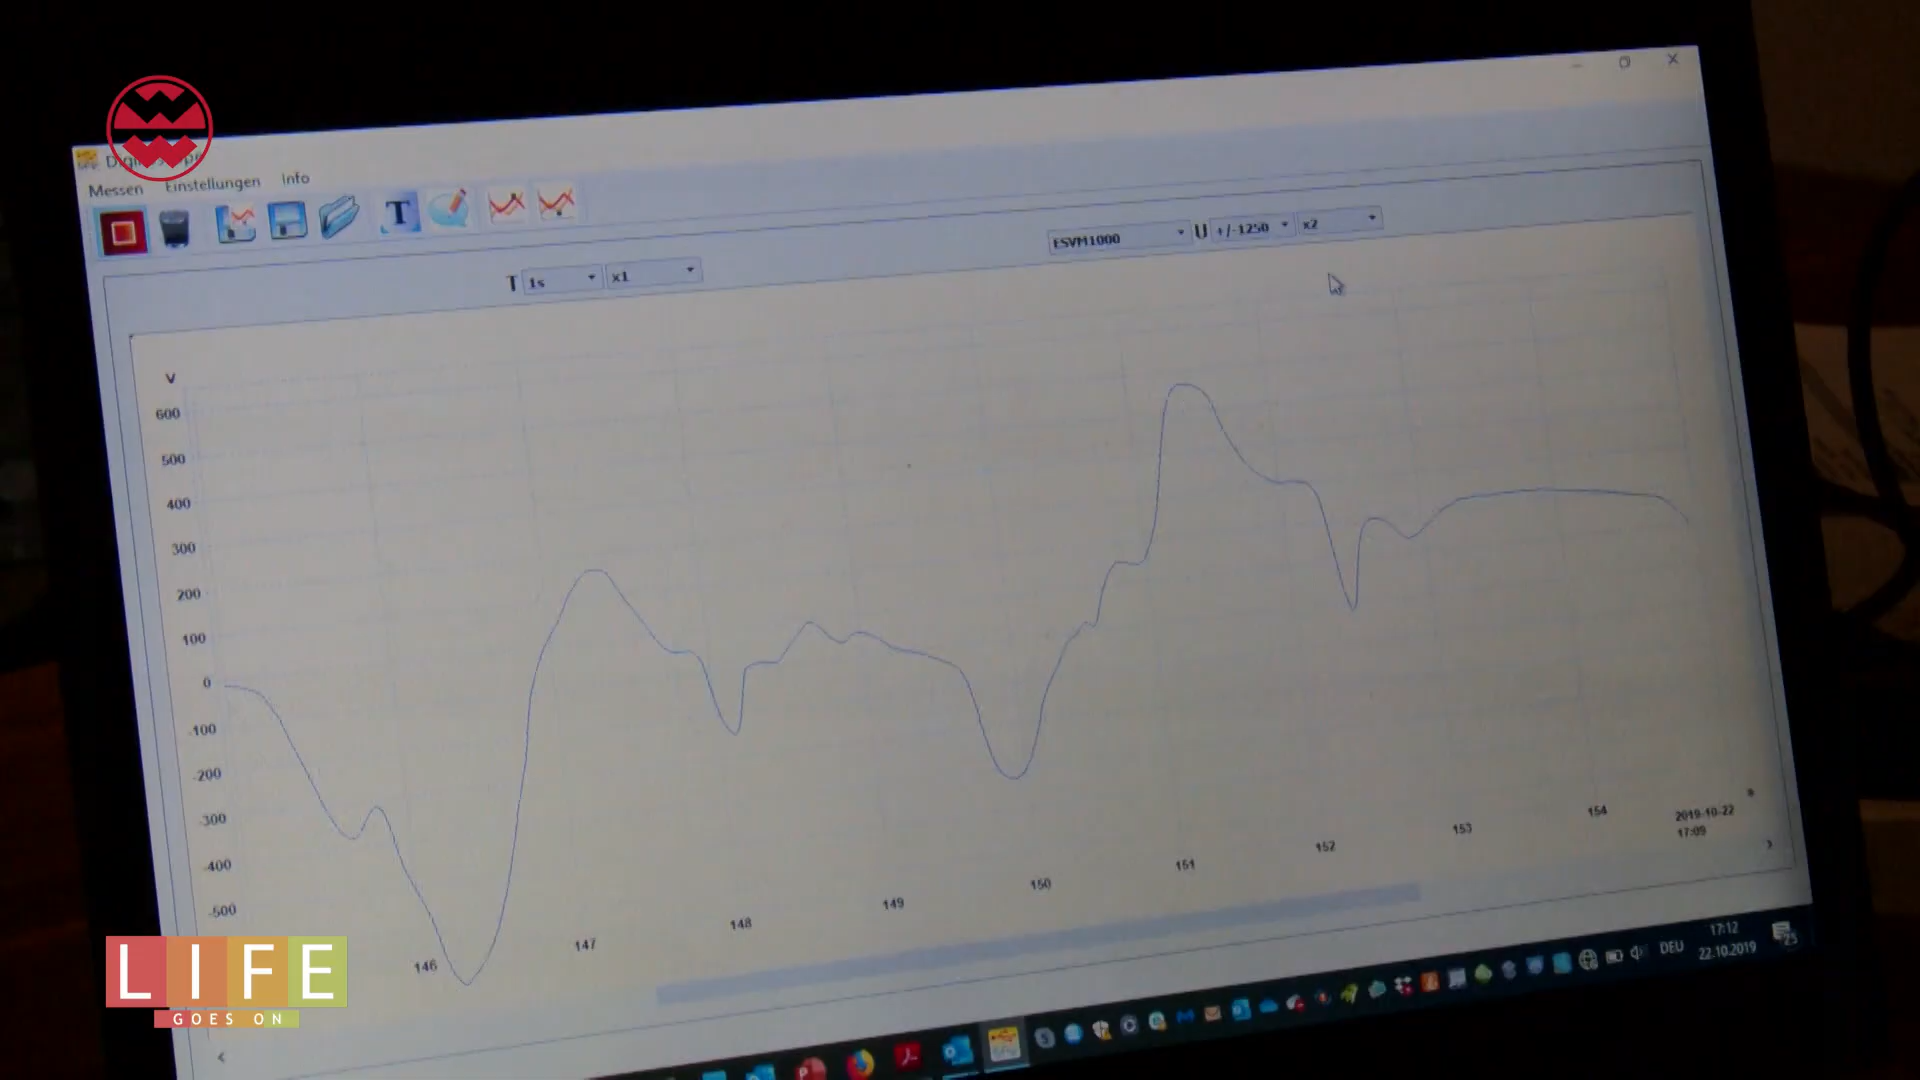 Messen Einstellungen Info
T
ESVM1000 U +/-1250 x2
T 1s x1
V
600
500
400
300
200
100
0
-100
-200
-300
-400
-500
146 147 148 149 150 151 152 153 154
2019-10-22
17:09
17:12
DEU
22.10.2019
25
LIFE
GOES ON